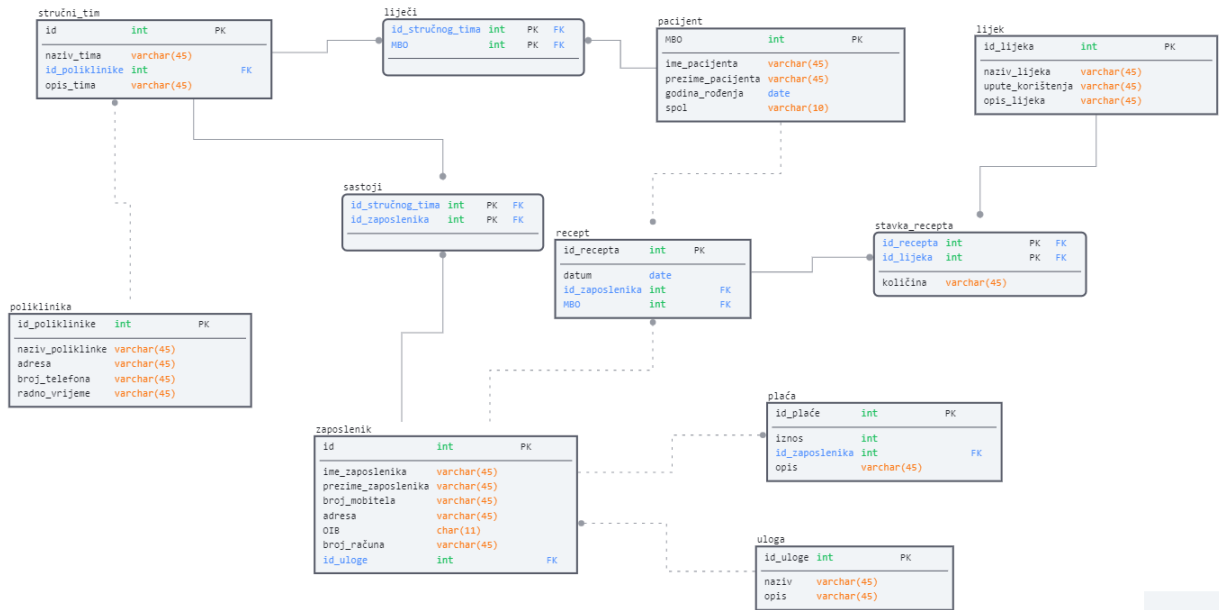 stručni_tim
id int PK
naziv_tima varchar(45)
id_poliklinike int FK
opis_tima varchar(45)
liječi
id_stručnog_tima int PK FK
MBO int PK FK
pacijent
MBO int PK
ime_pacijenta varchar(45)
prezime_pacijenta varchar(45)
godina_rođenja date
spol varchar(10)
lijek
id_lijeka int PK
naziv_lijeka varchar(45)
upute_korištenja varchar(45)
opis_lijeka varchar(45)
sastoji
id_stručnog_tima int PK FK
id_zaposlenika int PK FK
recept
id_recepta int PK
datum date
id_zaposlenika int FK
MBO int FK
stavka_recepta
id_recepta int PK FK
id_lijeka int PK FK
količina varchar(45)
poliklinika
id_poliklinike int PK
naziv_poliklinke varchar(45)
adresa varchar(45)
broj_telefona varchar(45)
radno_vrijeme varchar(45)
zaposlenik
id int PK
ime_zaposlenika varchar(45)
prezime_zaposlenika varchar(45)
broj_mobitela varchar(45)
adresa varchar(45)
OIB char(11)
broj_računa varchar(45)
id_uloge int FK
plaća
id_plaće int PK
iznos int
id_zaposlenika int FK
opis varchar(45)
uloga
id_uloge int PK
naziv varchar(45)
opis varchar(45)